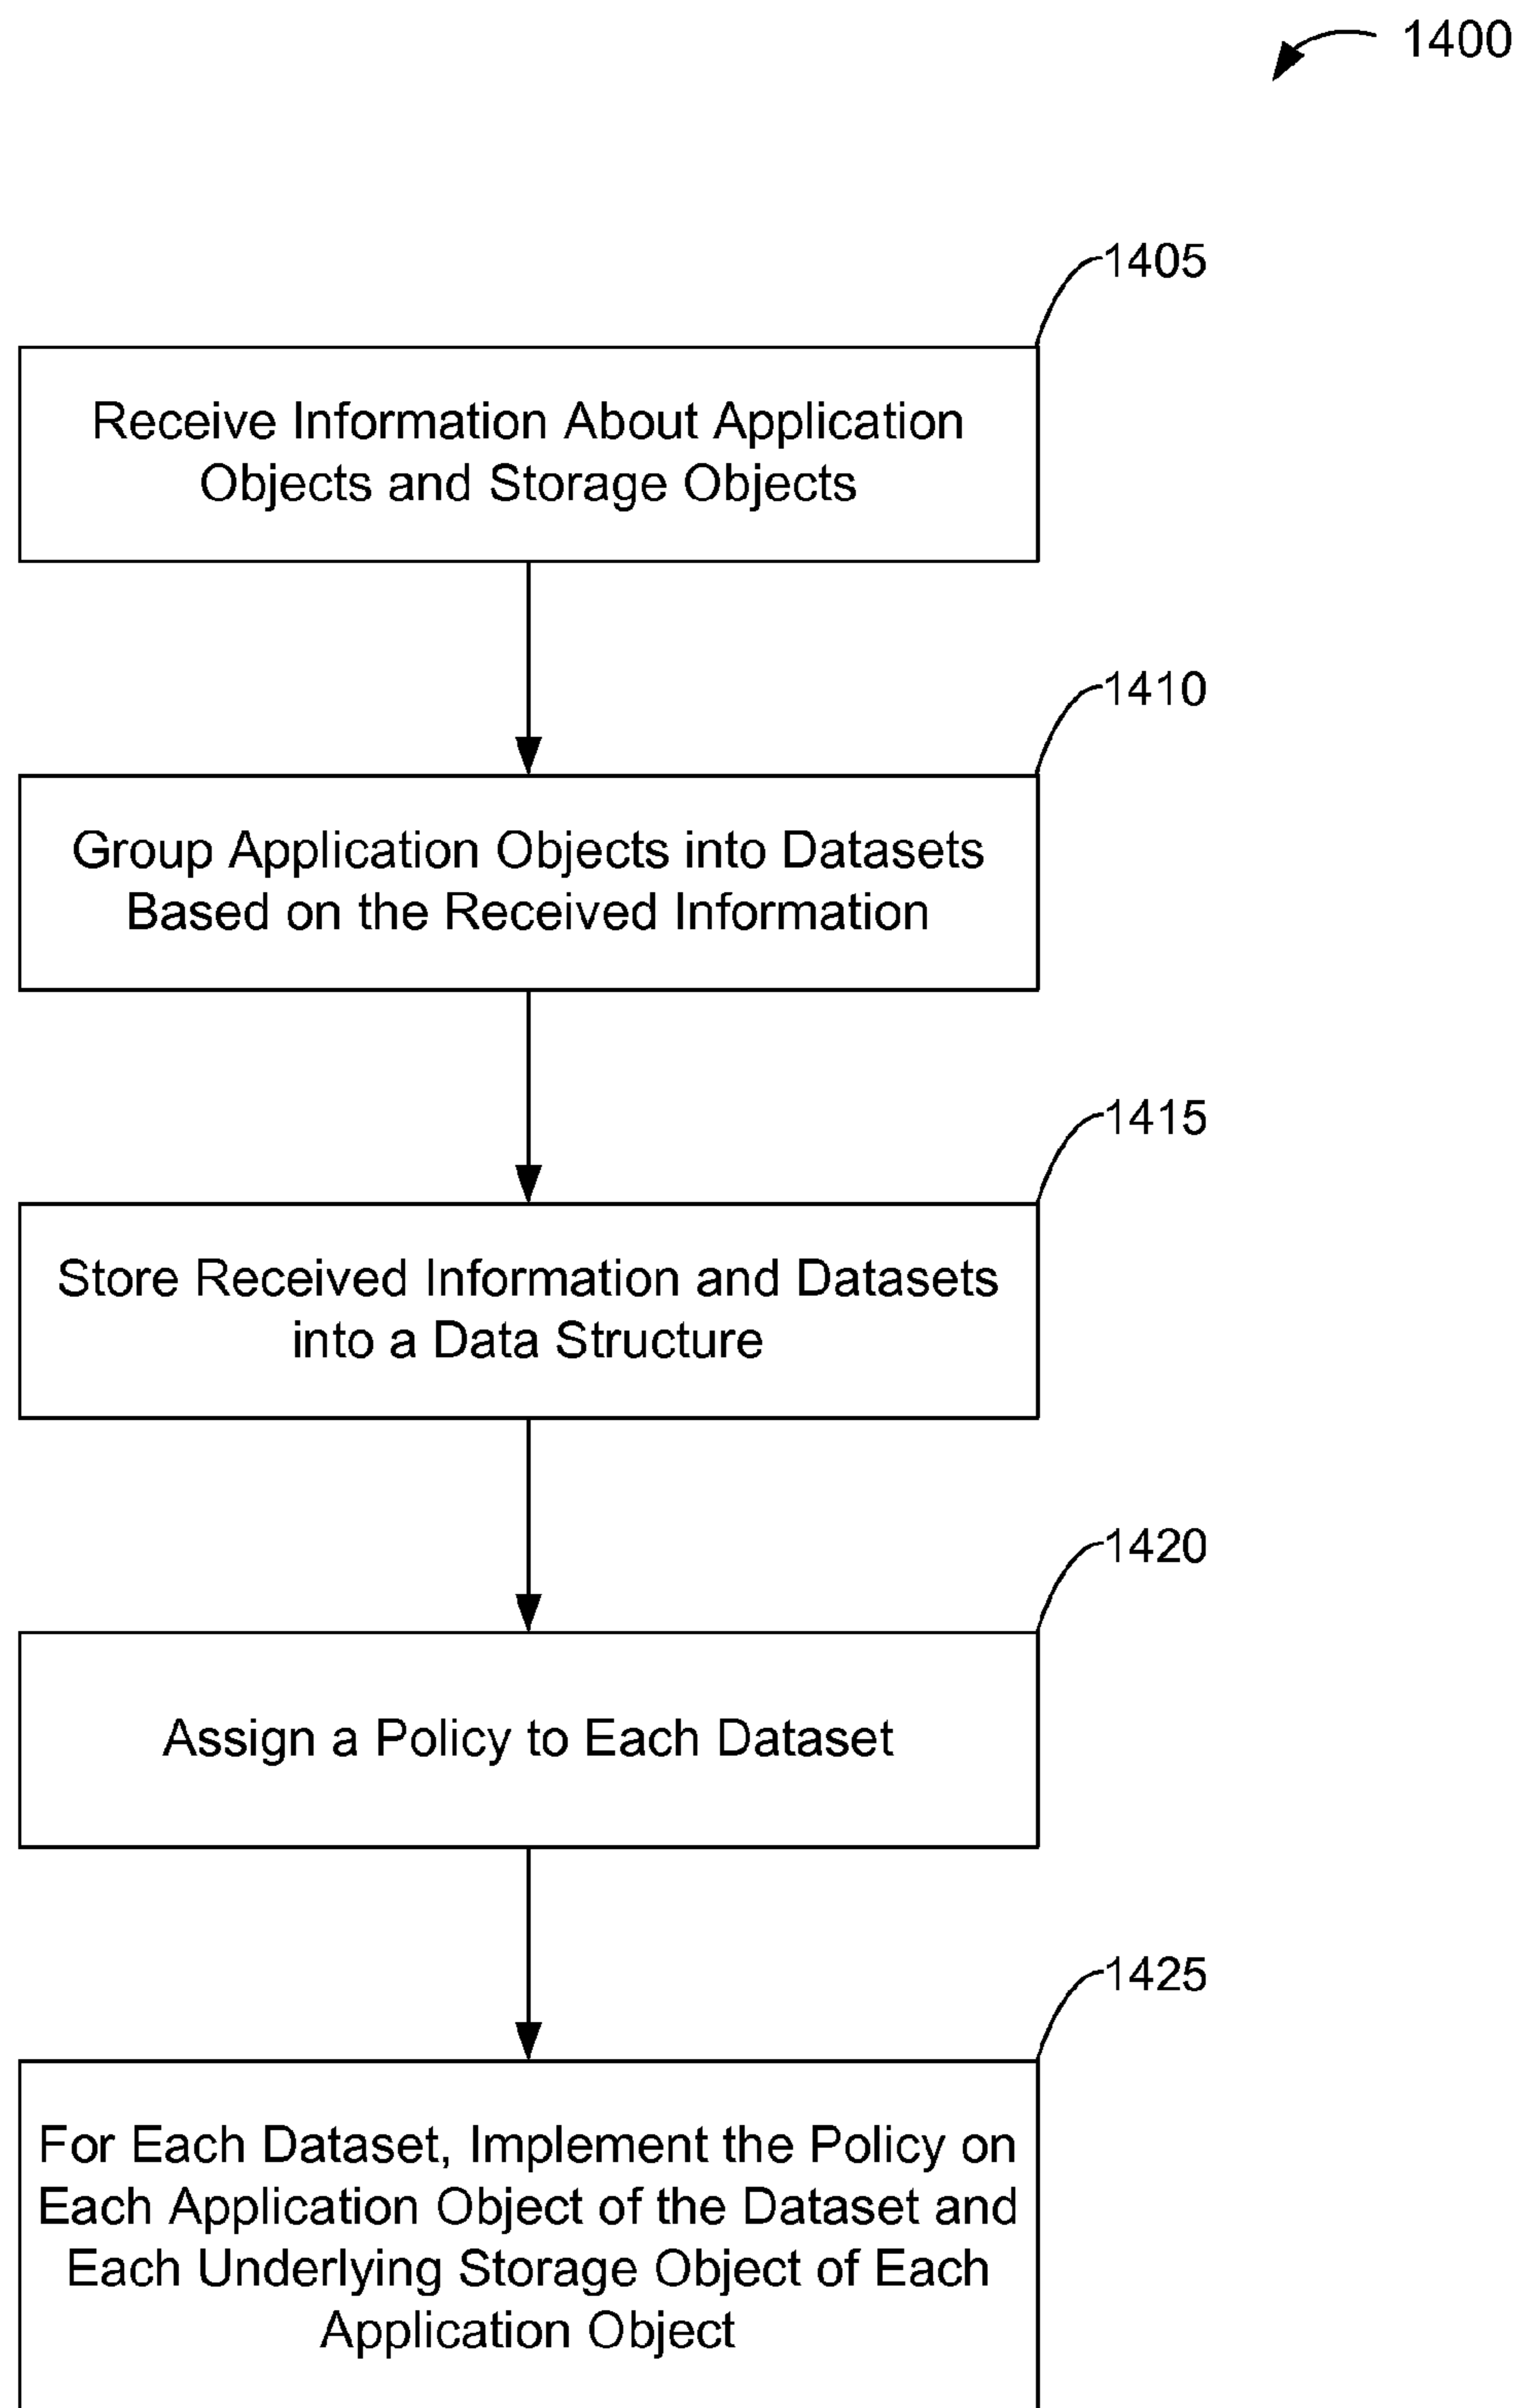 1400
1405
Receive Information About Application
Objects and Storage Objects
1410
Group Application Objects into Datasets
Based on the Received Information
1415
Store Received Information and Datasets
into a Data Structure
1420
Assign a Policy to Each Dataset
1425
For Each Dataset, Implement the Policy on
Each Application Object of the Dataset and
Each Underlying Storage Object of Each
Application Object